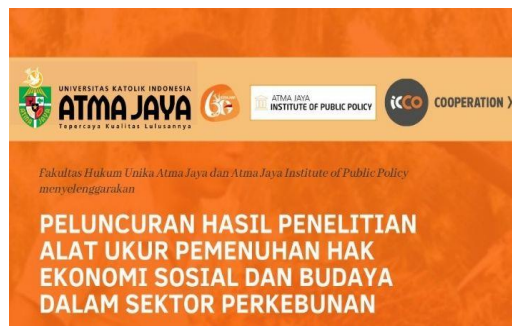 UNIVERSITAS KATOLIK INDONESIA
ATMA JAYA
Tepercaya Kualitas Lulusannya
ATMA JAYA
INSTITUTE OF PUBLIC POLICY
icco
COOPERATION
Fakultas Hukum Unika Atma Jaya dan Atma Jaya Institute of Public Policy
menyelenggarakan
PELUNCURAN HASIL PENELITIAN
ALAT UKUR PEMENUHAN HAK
EKONOMI SOSIAL DAN BUDAYA
DALAM SEKTOR PERKEBUNAN